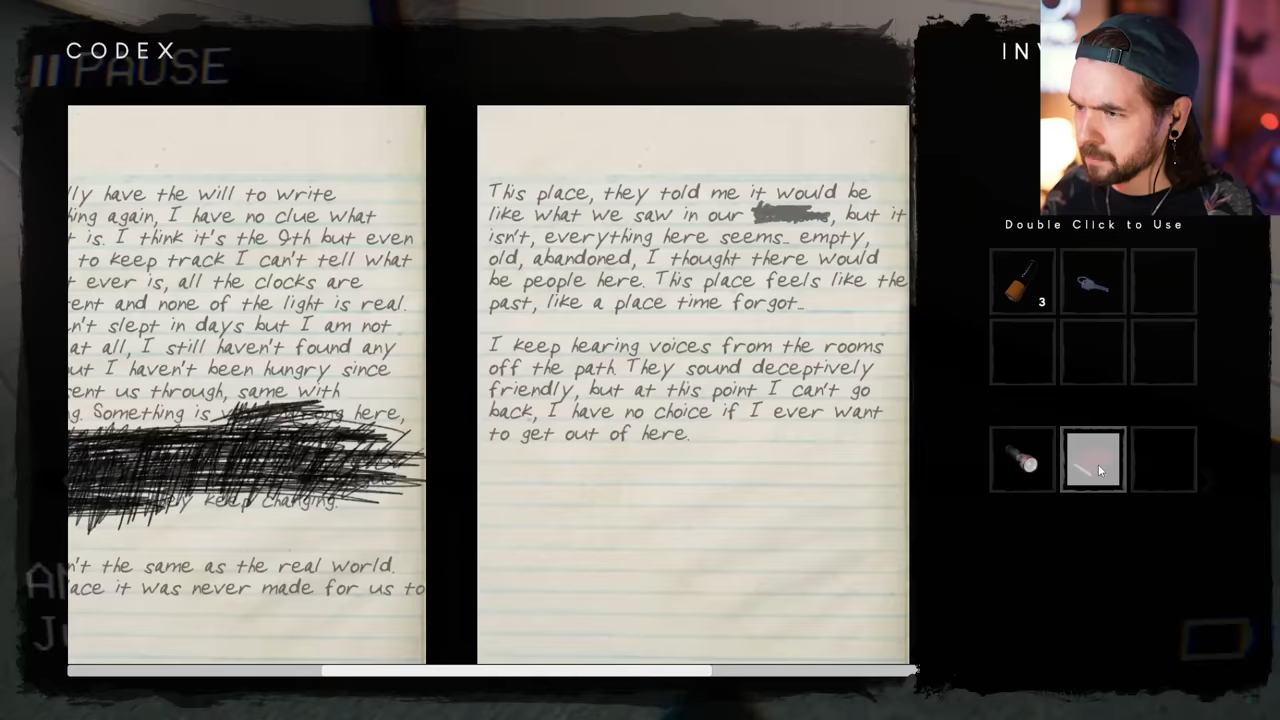 CODEX
PAUSE
lly have the will to write
hing again, I have no clue what
t is. I think it's the 9th but even
to keep track I can't tell what
t ever is, all the clocks are
rent and none of the light is real.
n't slept in days but I am not
at all, I still haven't found any
ut I haven't been hungry since
sent us through, same with
g. Something is here,
keep changing.
n't the same as the real world.
ace it was never made for us to
This place, they told me it would be
like what we saw in our , but it
isn't, everything here seems.. empty,
old, abandoned, I thought there would
be people here. This place feels like the
past, like a place time forgot..
I keep hearing voices from the rooms
off the path. They sound deceptively
friendly, but at this point I can't go
back, I have no choice if I ever want
to get out of here.
INV
Double Click to Use
3